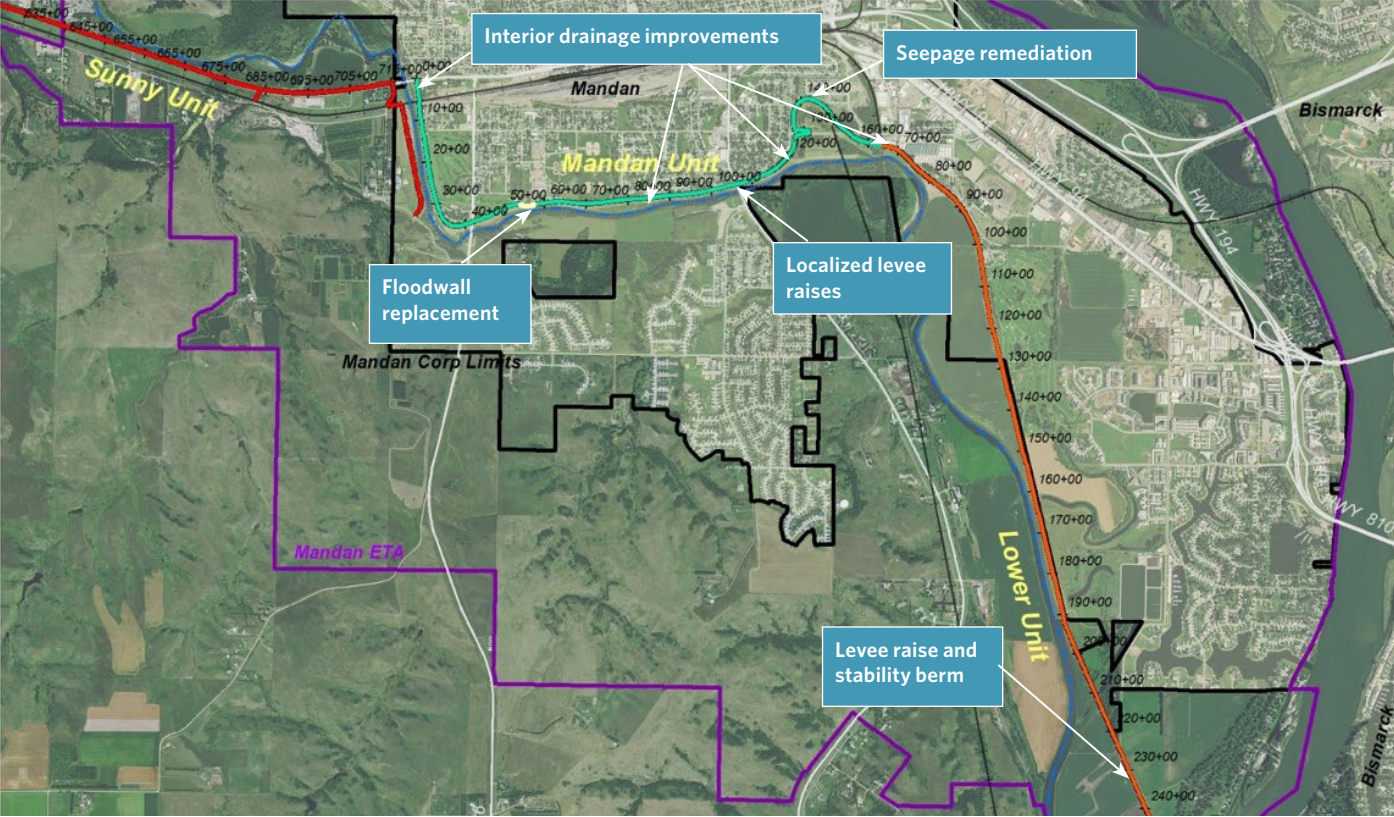 635+00
645+00
655+00
665+00
675+00
685+00
695+00
705+00
0+00
Sunny Unit
Interior drainage improvements
Seepage remediation
Mandan
Bismarck
10+00
20+00
30+00
40+00
50+00
60+00
70+00
80+00
90+00
100+00
120+00
160+00
Mandan Unit
70+00
80+00
90+00
100+00
110+00
120+00
130+00
140+00
150+00
160+00
170+00
180+00
190+00
210+00
230+00
240+00
HWY 194
HWY 810
Floodwall
replacement
Localized levee
raises
Mandan Corp Limits
Mandan ETA
Lower Unit
Levee raise and
stability berm
Bismarck